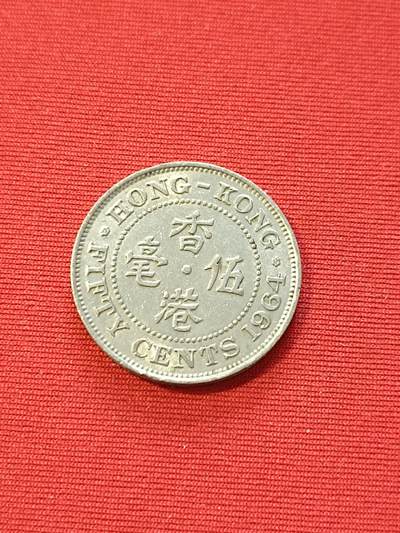 HONG-KONG
FIFTY CENTS 1964
香
毫 · 伍
港